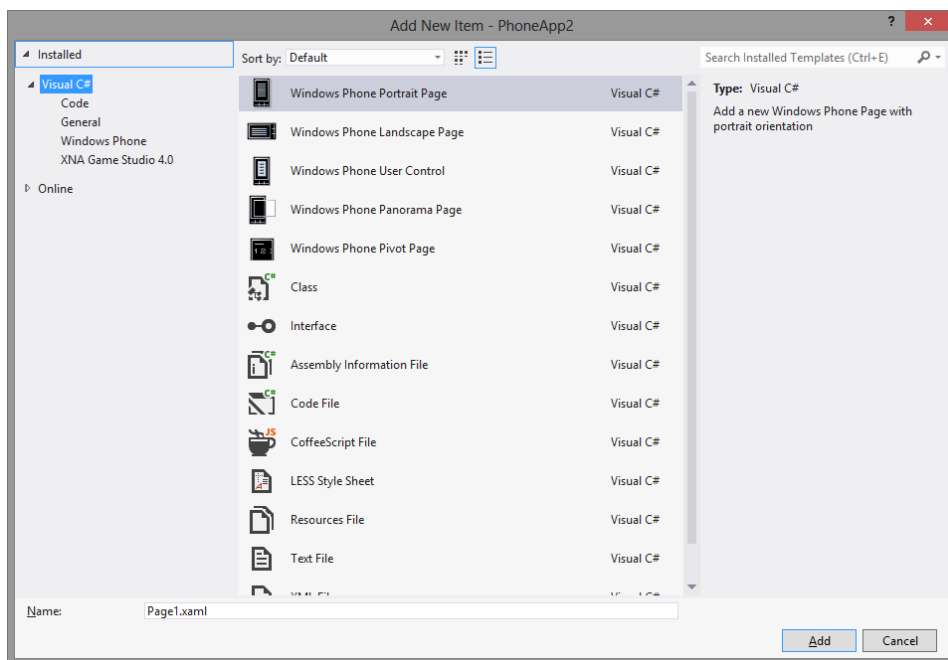 Add New Item - PhoneApp2
?
Installed
Sort by: Default
Search Installed Templates (Ctrl+E)
Visual C#
Code
General
Windows Phone
XNA Game Studio 4.0
Online
Windows Phone Portrait Page Visual C#
Windows Phone Landscape Page Visual C#
Windows Phone User Control Visual C#
Windows Phone Panorama Page Visual C#
Windows Phone Pivot Page Visual C#
Class Visual C#
Interface Visual C#
Assembly Information File Visual C#
Code File Visual C#
CoffeeScript File Visual C#
LESS Style Sheet Visual C#
Resources File Visual C#
Text File Visual C#
Type: Visual C#
Add a new Windows Phone Page with
portrait orientation
Name: Page1.xaml
Add Cancel